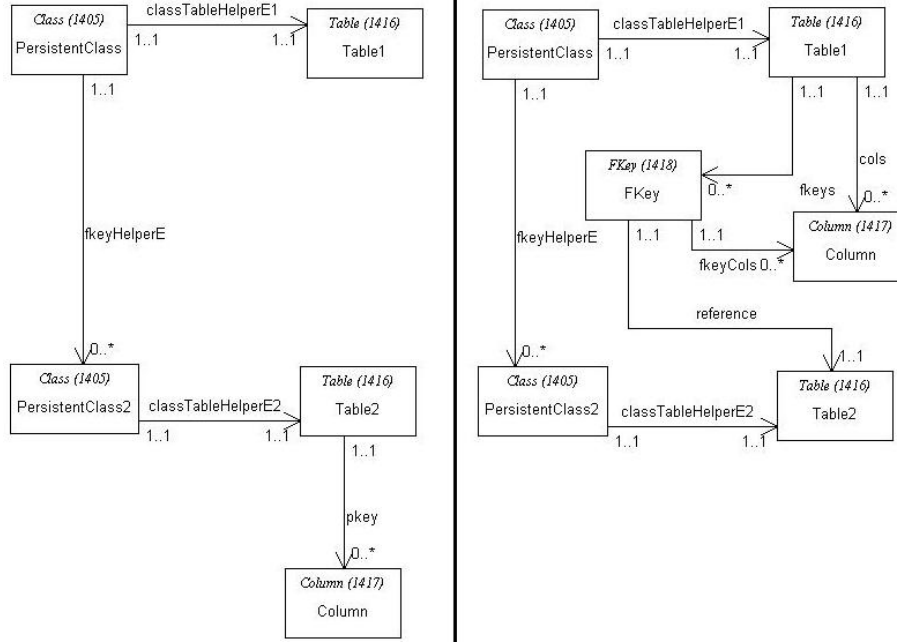 Class (1405)
PersistentClass
classTableHelperE1
1..1
1..1
Table (1416)
Table1
1..1
fkeyHelperE
0..*
Class (1405)
PersistentClass2
classTableHelperE2
1..1
1..1
Table (1416)
Table2
1..1
pkey
0..*
Column (1417)
Column
Class (1405)
PersistentClass
classTableHelperE1
1..1
1..1
Table (1416)
Table1
1..1
1..1
1..1
FKey (1418)
FKey
0..*
fkeys
cols
0..*
Column (1417)
Column
1..1
1..1
fkeyCols 0..*
fkeyHelperE
reference
0..*
1..1
Class (1405)
PersistentClass2
classTableHelperE2
1..1
1..1
Table (1416)
Table2